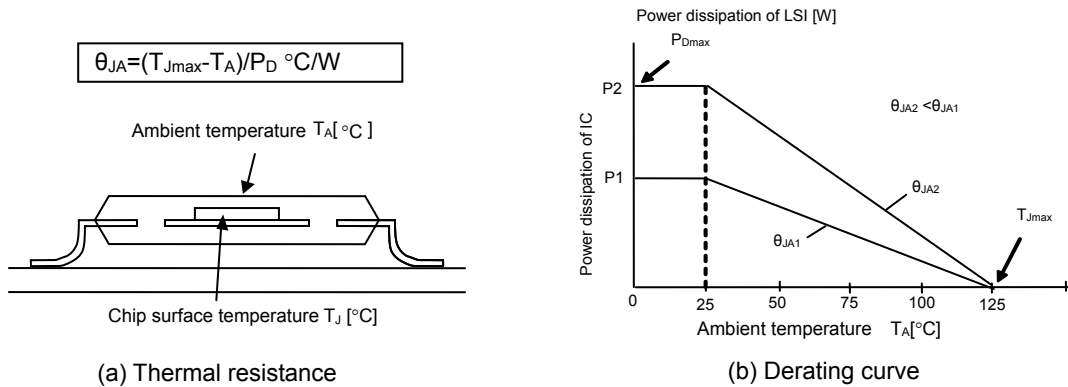 θJA=(TJmax-TA)/PD °C/W
Ambient temperature TA[ °C ]
Chip surface temperature TJ [°C]
(a) Thermal resistance
Power dissipation of LSI [W]
PDmax
P2
P1
Power dissipation of IC
θJA2 <θJA1
θJA2
θJA1
TJmax
0 25 50 75 100 125
Ambient temperature TA[°C]
(b) Derating curve